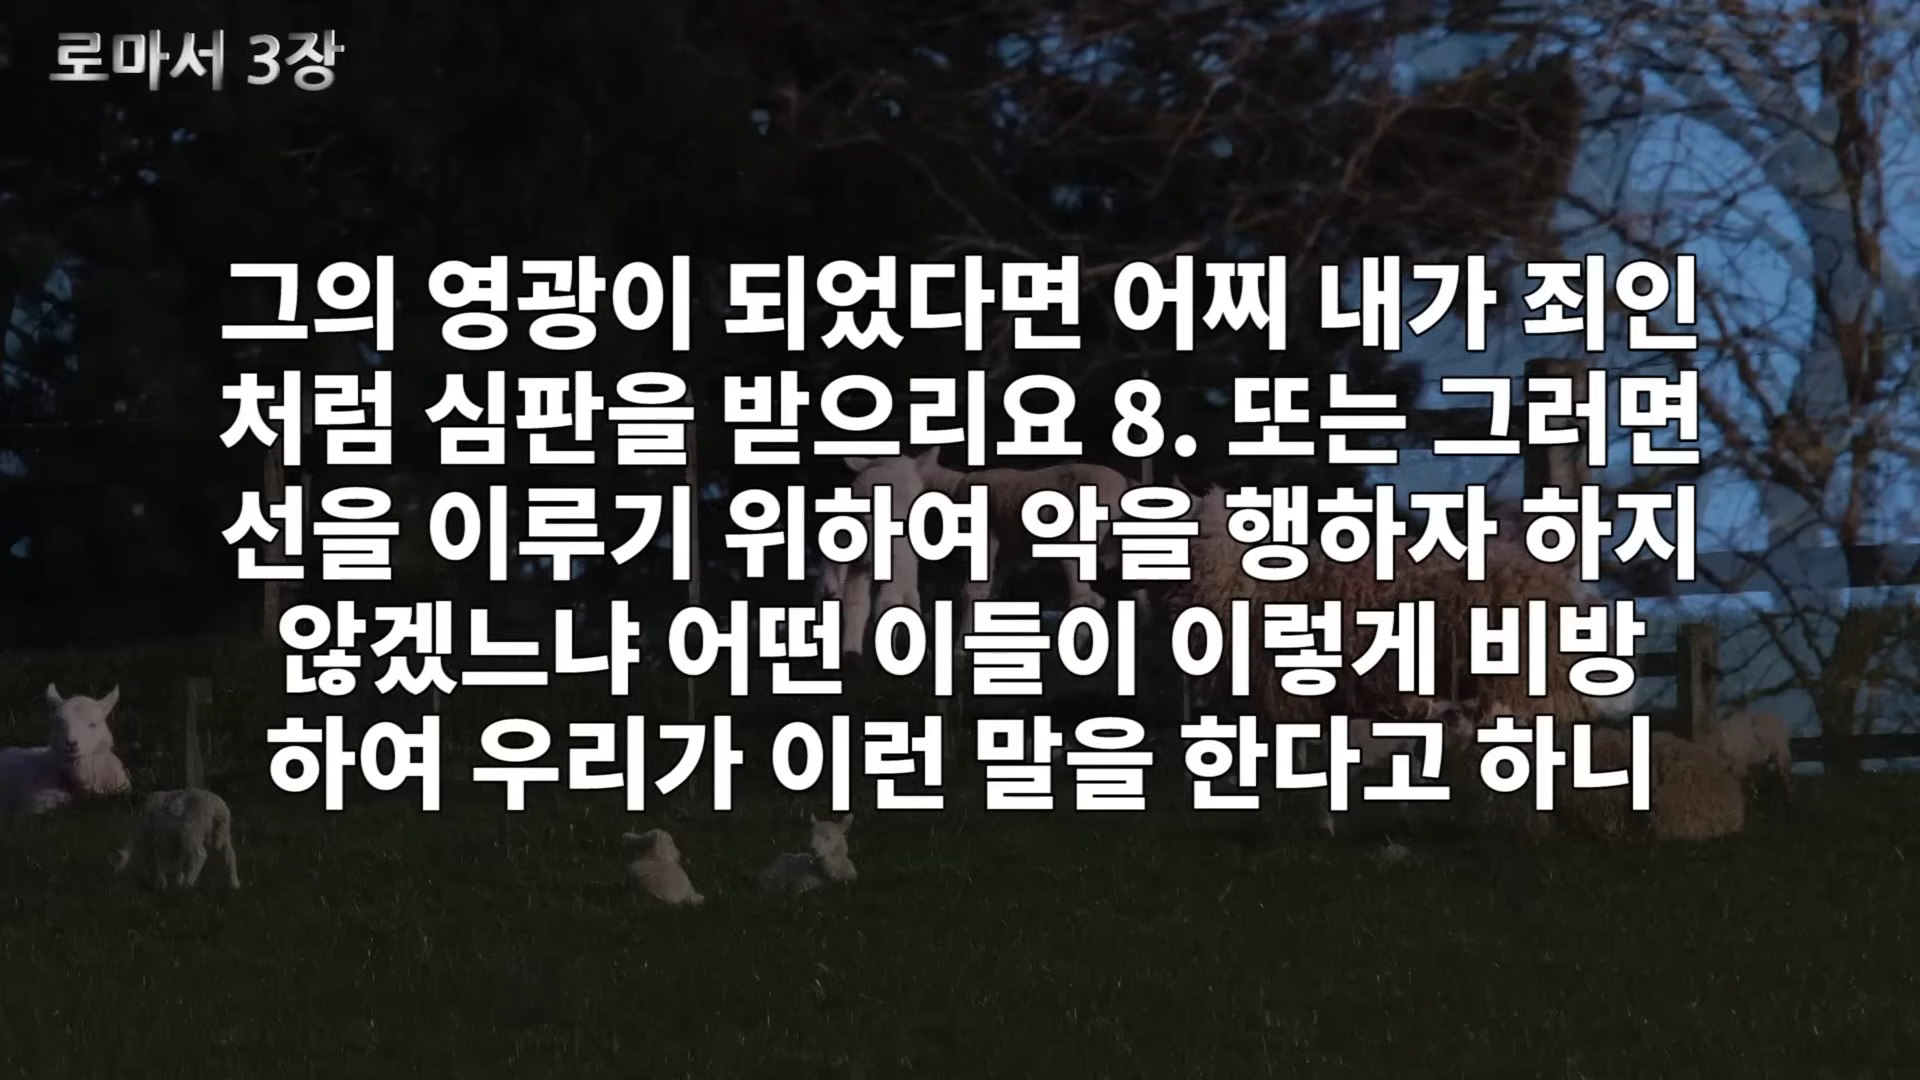 로마서 3장
그의 영광이 되었다면 어찌 내가 죄인
처럼 심판을 받으리요 8. 또는 그러면
선을 이루기 위하여 악을 행하자 하지
않겠느냐 어떤 이들이 이렇게 비방
하여 우리가 이런 말을 한다고 하니